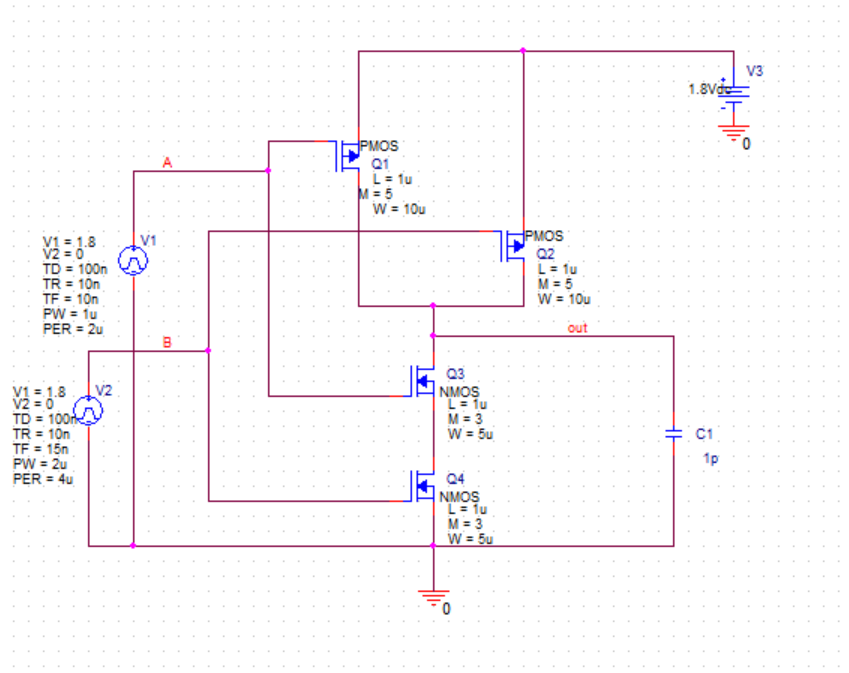 V3
1.8Vdc
+
-
0
PMOS
Q1
L = 1u
M = 5
W = 10u
A
PMOS
Q2
L = 1u
M = 5
W = 10u
V1
V1 = 1.8
V2 = 0
TD = 100n
TR = 10n
TF = 10n
PW = 1u
PER = 2u
out
B
Q3
NMOS
L = 1u
M = 3
W = 5u
V2
V1 = 1.8
V2 = 0
TD = 100n
TR = 10n
TF = 15n
PW = 2u
PER = 4u
C1
1p
Q4
NMOS
L = 1u
M = 3
W = 5u
0